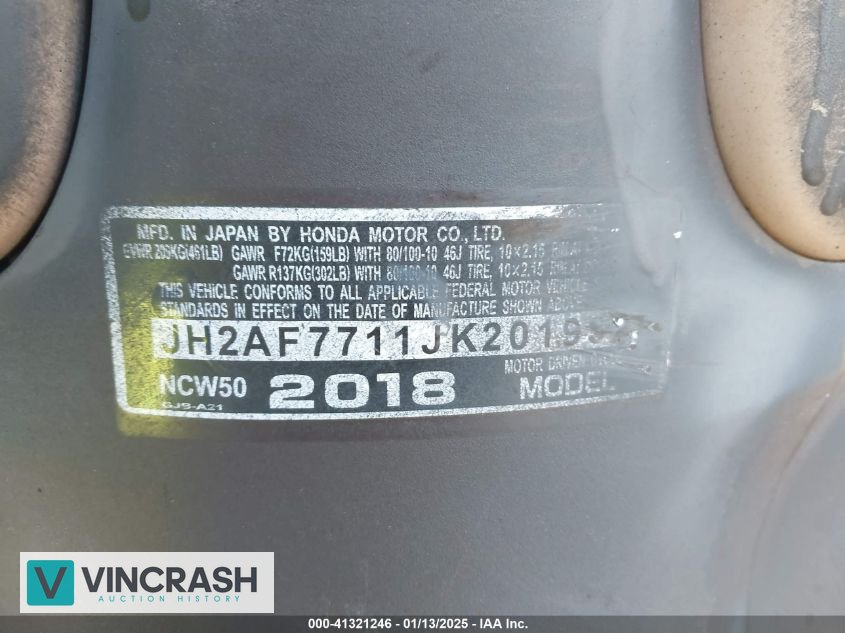 MFD. IN JAPAN BY HONDA MOTOR CO., LTD.
GVWR 209KG(461LB) GAWR F72KG(159LB) WITH 80/100-10 46J TIRE, 10×2.15
GAWR R137KG(302LB) WITH 80/100-10 46J TIRE, 10×2.15
THIS VEHICLE CONFORMS TO ALL APPLICABLE FEDERAL MOTOR VEHICLE
STANDARDS IN EFFECT ON THE DATE OF MANUFACTURE SHOWN ABOVE
NCW50 2018 MOTOR DRIVEN
MODEL
VINCRASH
AUCTION HISTORY
000-41321246 - 01/13/2025 - IAA Inc.